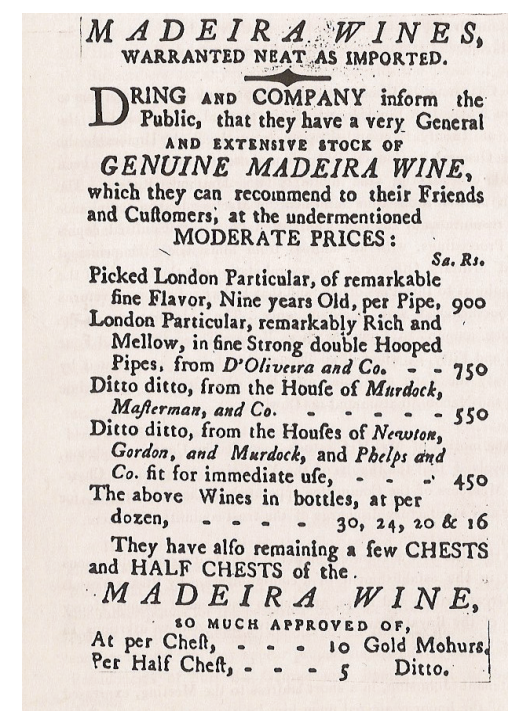 MADEIRA WINES,
WARRANTED NEAT AS IMPORTED.
DRING AND COMPANY inform the
Public, that they have a very General
AND EXTENSIVE STOCK OF
GENUINE MADEIRA WINE,
which they can recommend to their Friends
and Cuſtomers, at the undermentioned
MODERATE PRICES:
Sa. Rs.
Picked London Particular, of remarkable
fine Flavor, Nine years Old, per Pipe, 900
London Particular, remarkably Rich and
Mellow, in fine Strong double Hooped
Pipes, from D'Olivesra and Co. - - 750
Ditto ditto, from the Houſe of Murdock,
Maſterman, and Co. - - - - - 550
Ditto ditto, from the Houſes of Newton,
Gordon, and Murdock, and Phelps and
Co. fit for immediate uſe, - - - 450
The above Wines in bottles, at per
dozen, - - - - 30, 24, 20 & 16
They have alſo remaining a few CHESTS
and HALF CHESTS of the
MADEIRA WINE,
SO MUCH APPROVED OF,
At per Cheſt, - - - 10 Gold Mohurs.
Per Half Cheſt, - - - 5 Ditto.